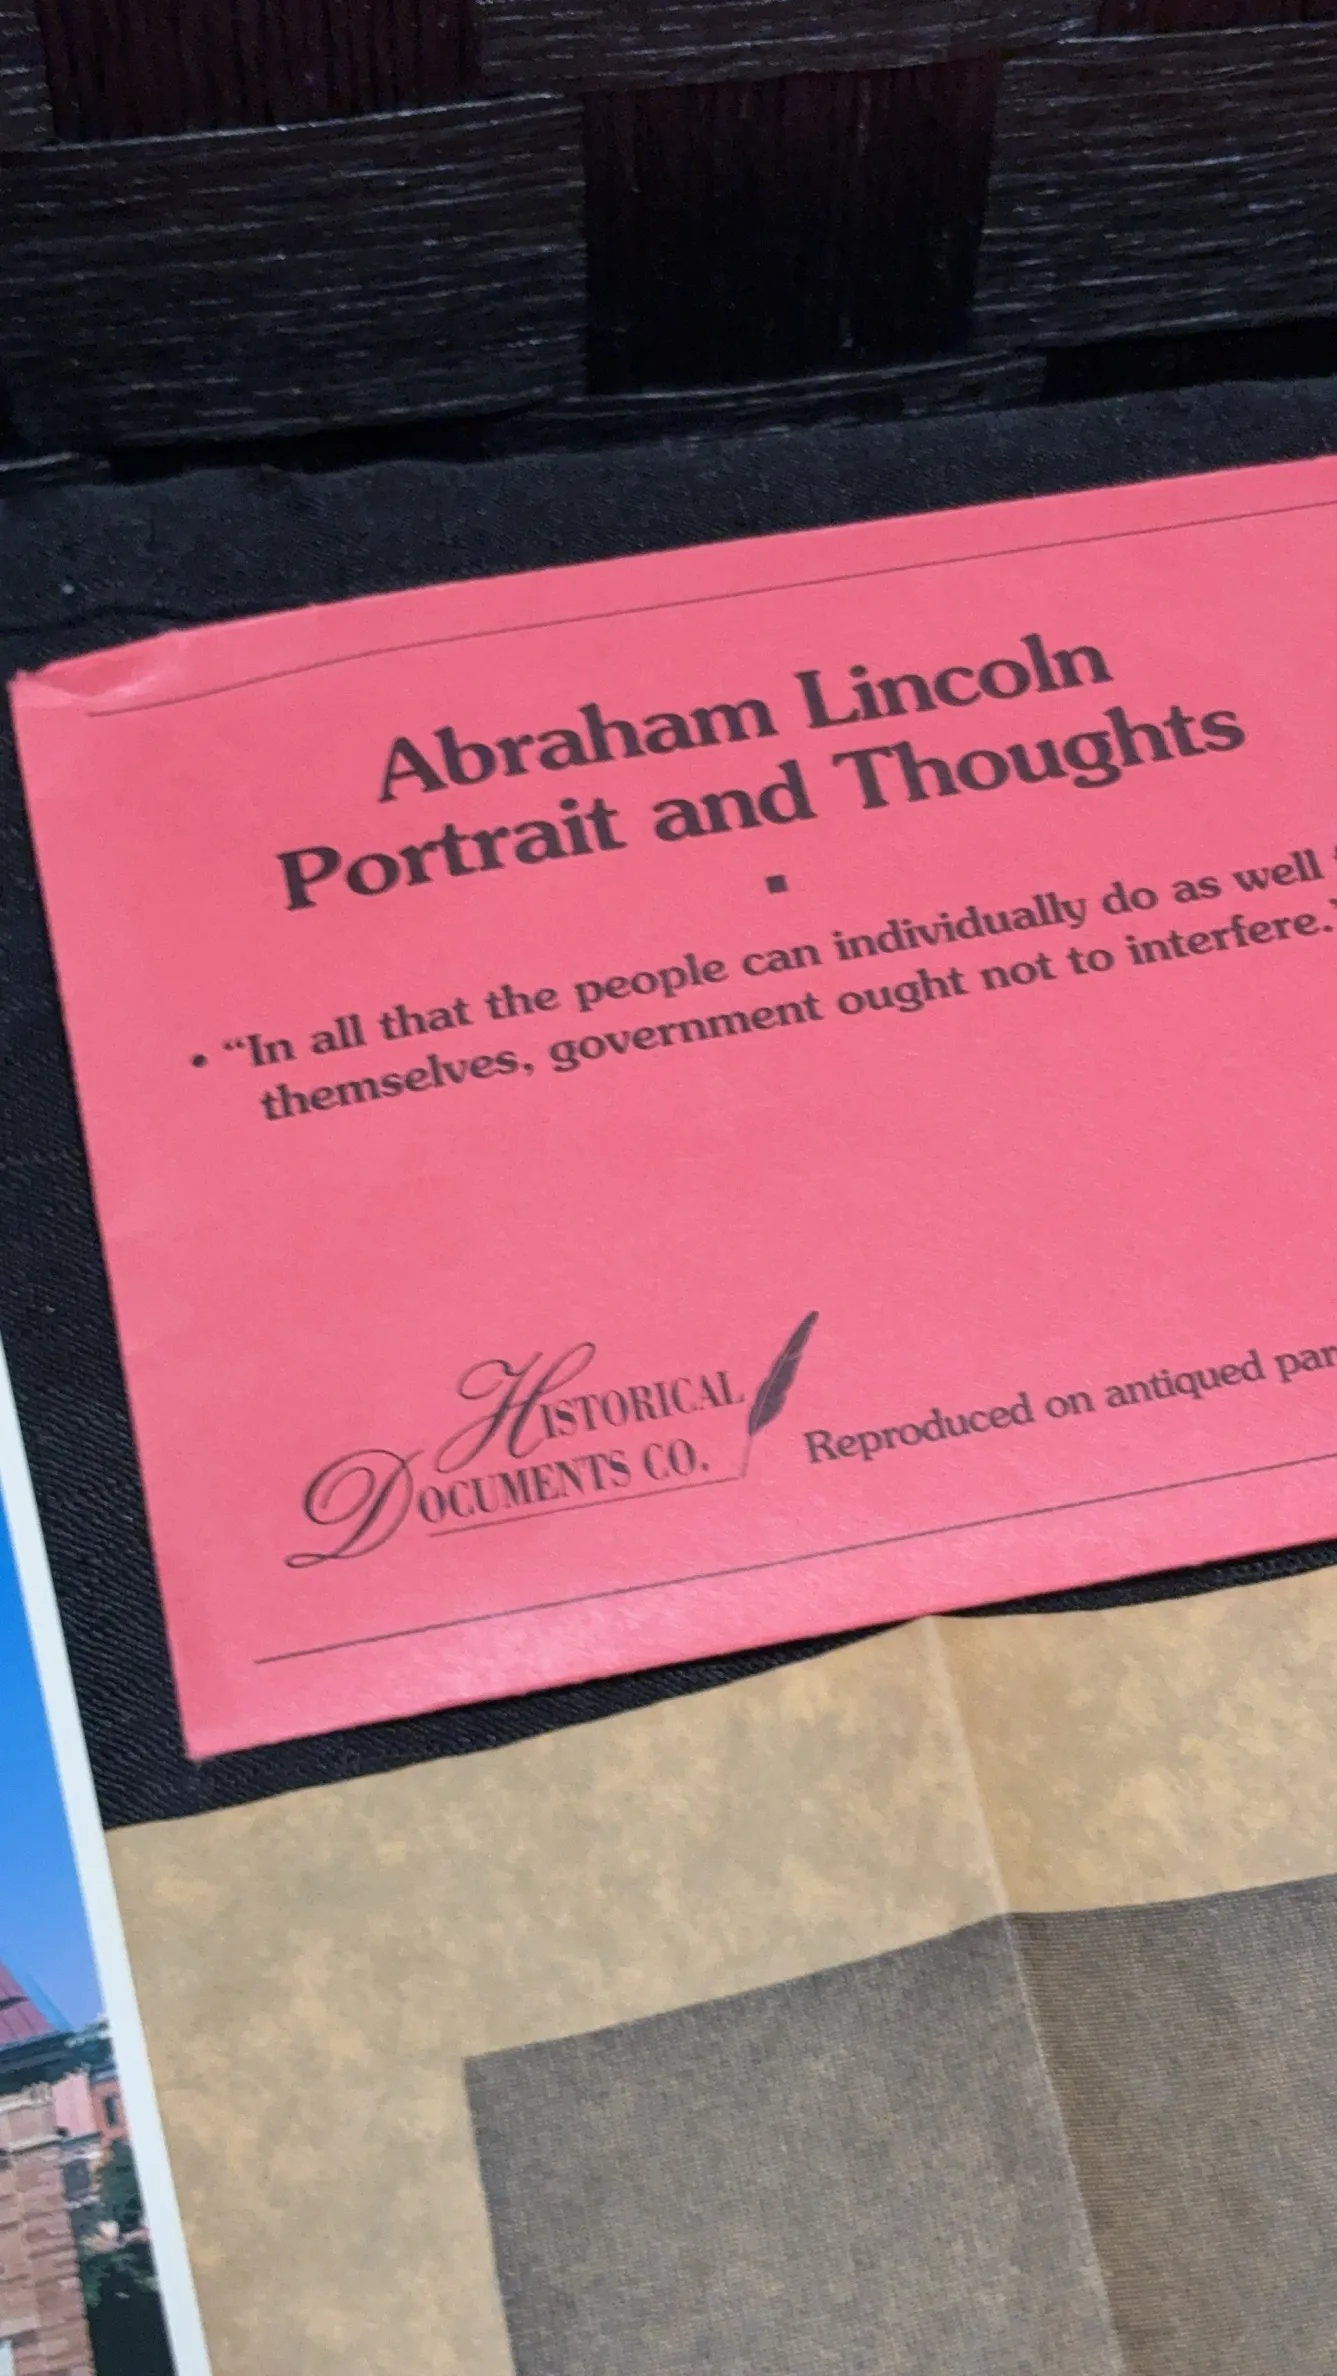 Abraham Lincoln
Portrait and Thoughts
• “In all that the people can individually do as well
themselves, government ought not to interfere.
HISTORICAL
DOCUMENTS CO.
Reproduced on antiqued